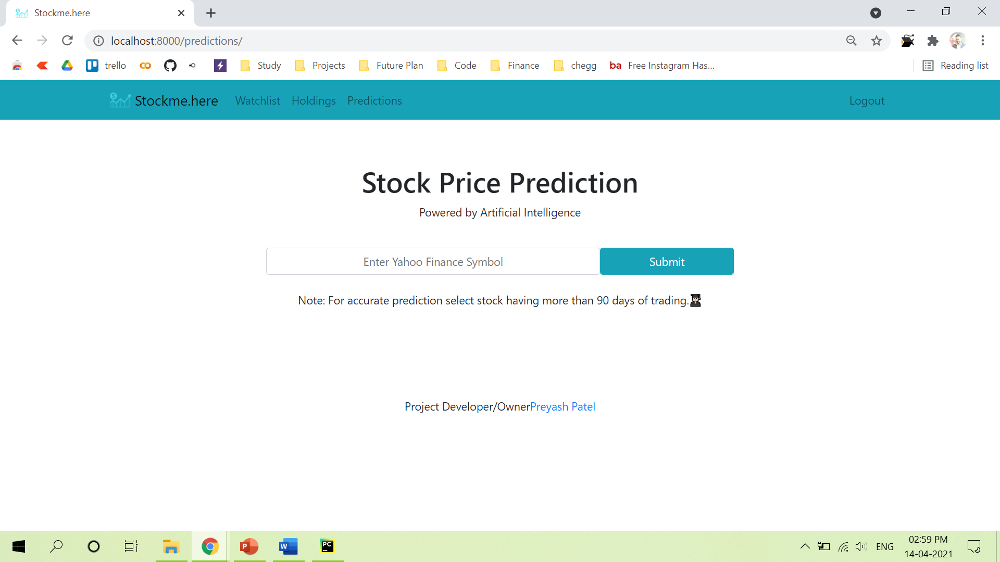 Stockme.here
localhost:8000/predictions/
trello Study Projects Future Plan Code Finance chegg ba Free Instagram Has... Reading list
Stockme.here Watchlist Holdings Predictions Logout
Stock Price Prediction
Powered by Artificial Intelligence
Enter Yahoo Finance Symbol Submit
Note: For accurate prediction select stock having more than 90 days of trading.👨🏻‍🎓
Project Developer/OwnerPreyash Patel
P W PC ENG 02:59 PM
14-04-2021